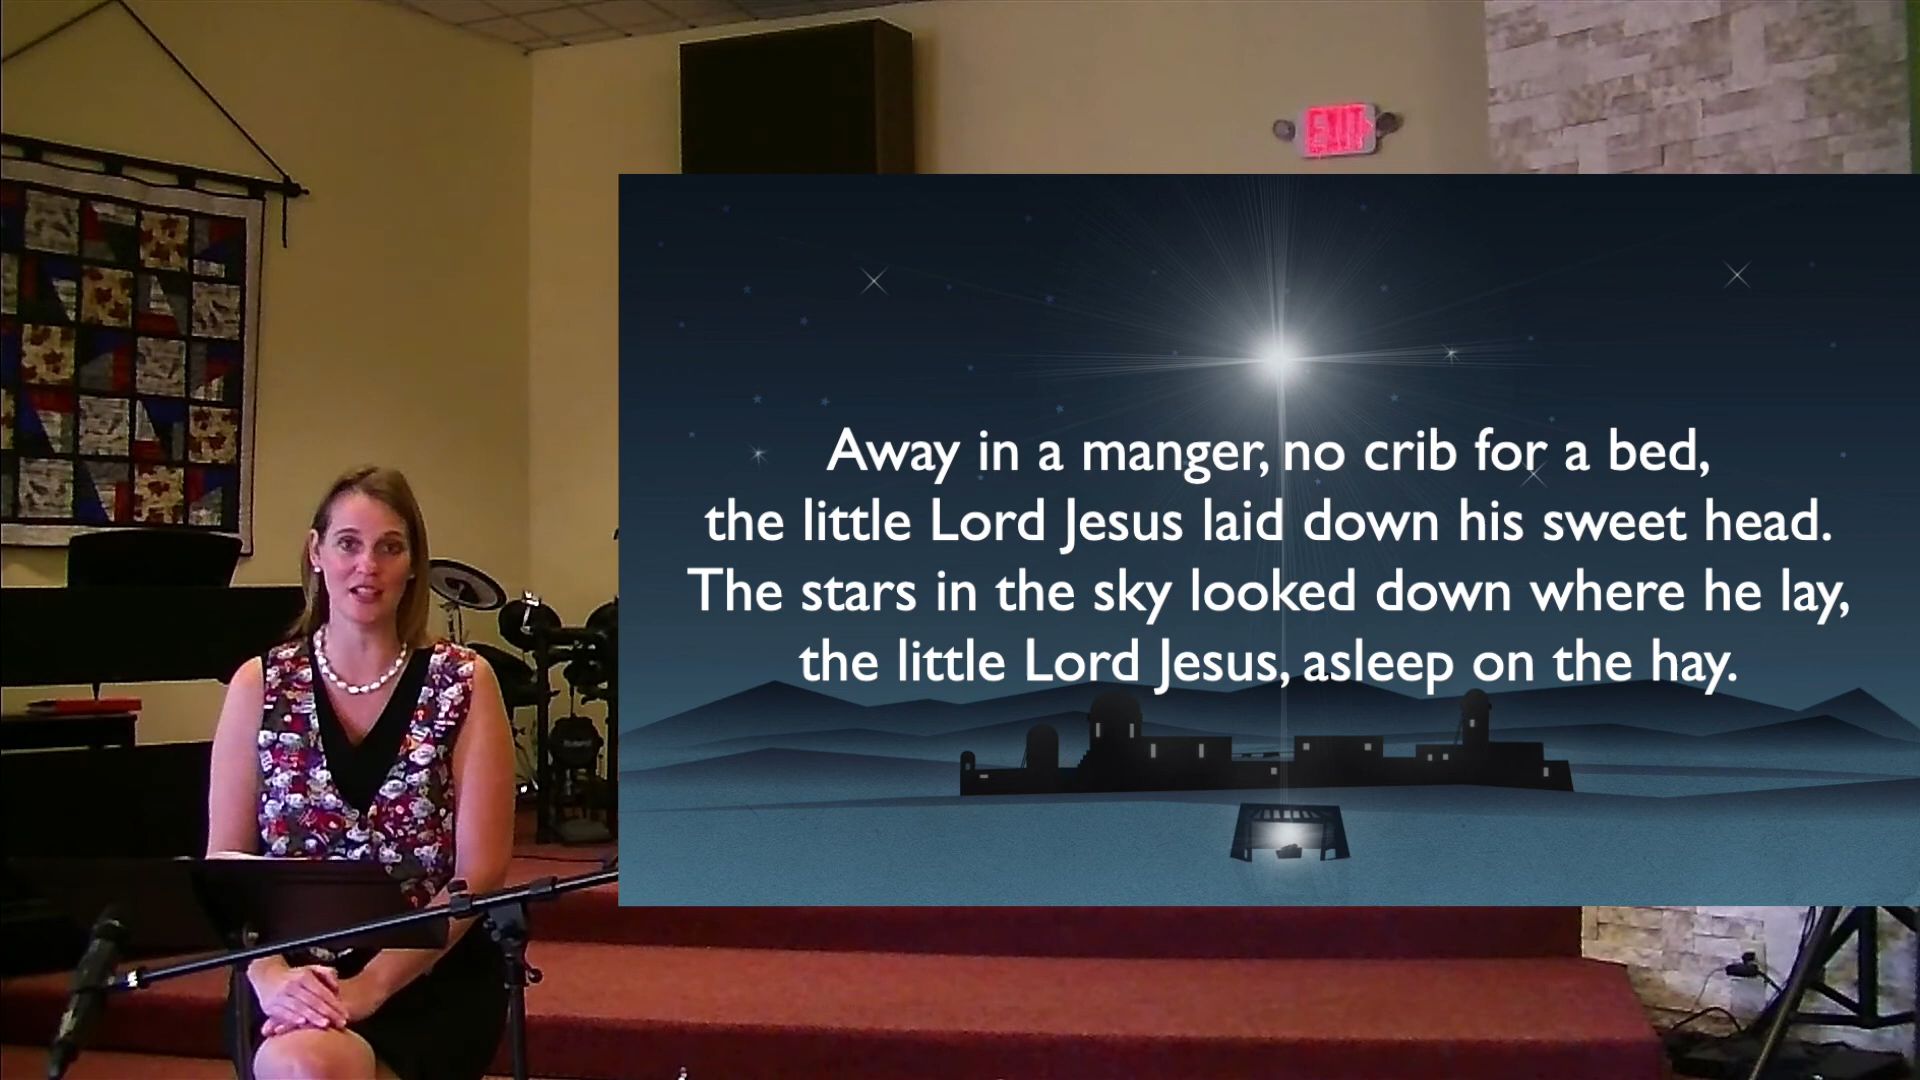 EXIT
Away in a manger, no crib for a bed,
the little Lord Jesus laid down his sweet head.
The stars in the sky looked down where he lay,
the little Lord Jesus, asleep on the hay.
Roland